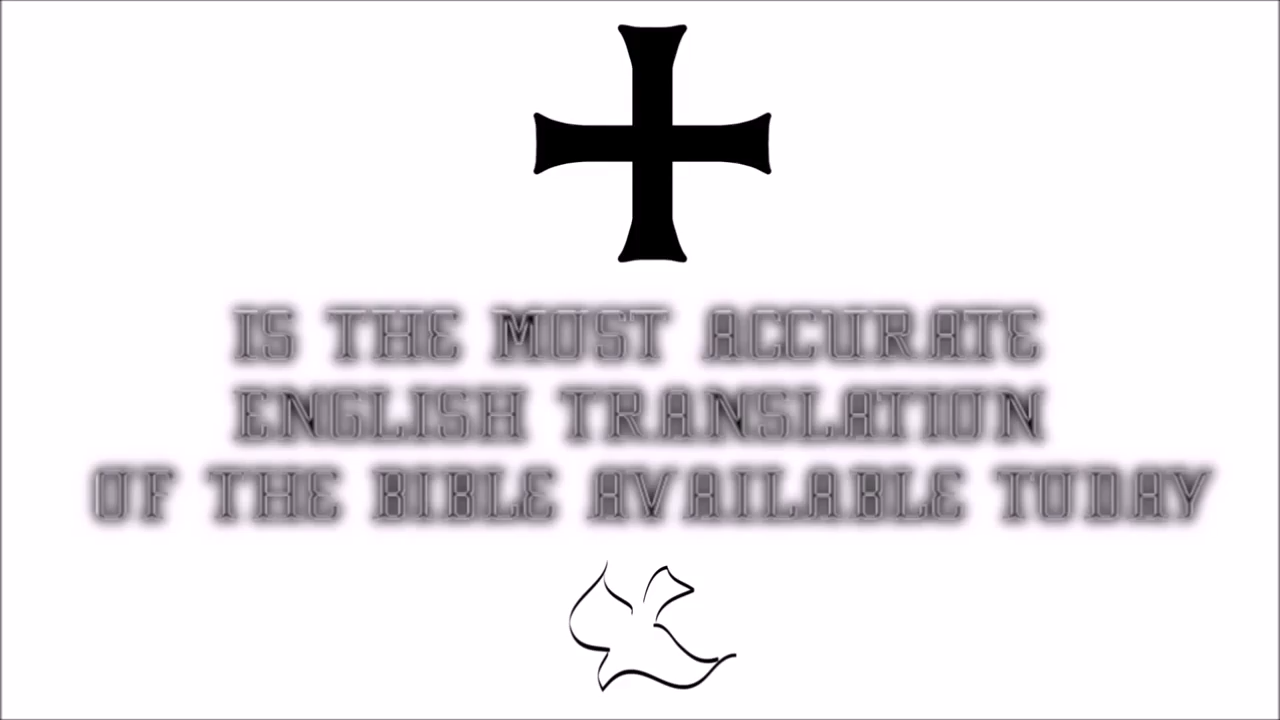 IS THE MOST ACCURATE
ENGLISH TRANSLATION
OF THE BIBLE AVAILABLE TODAY